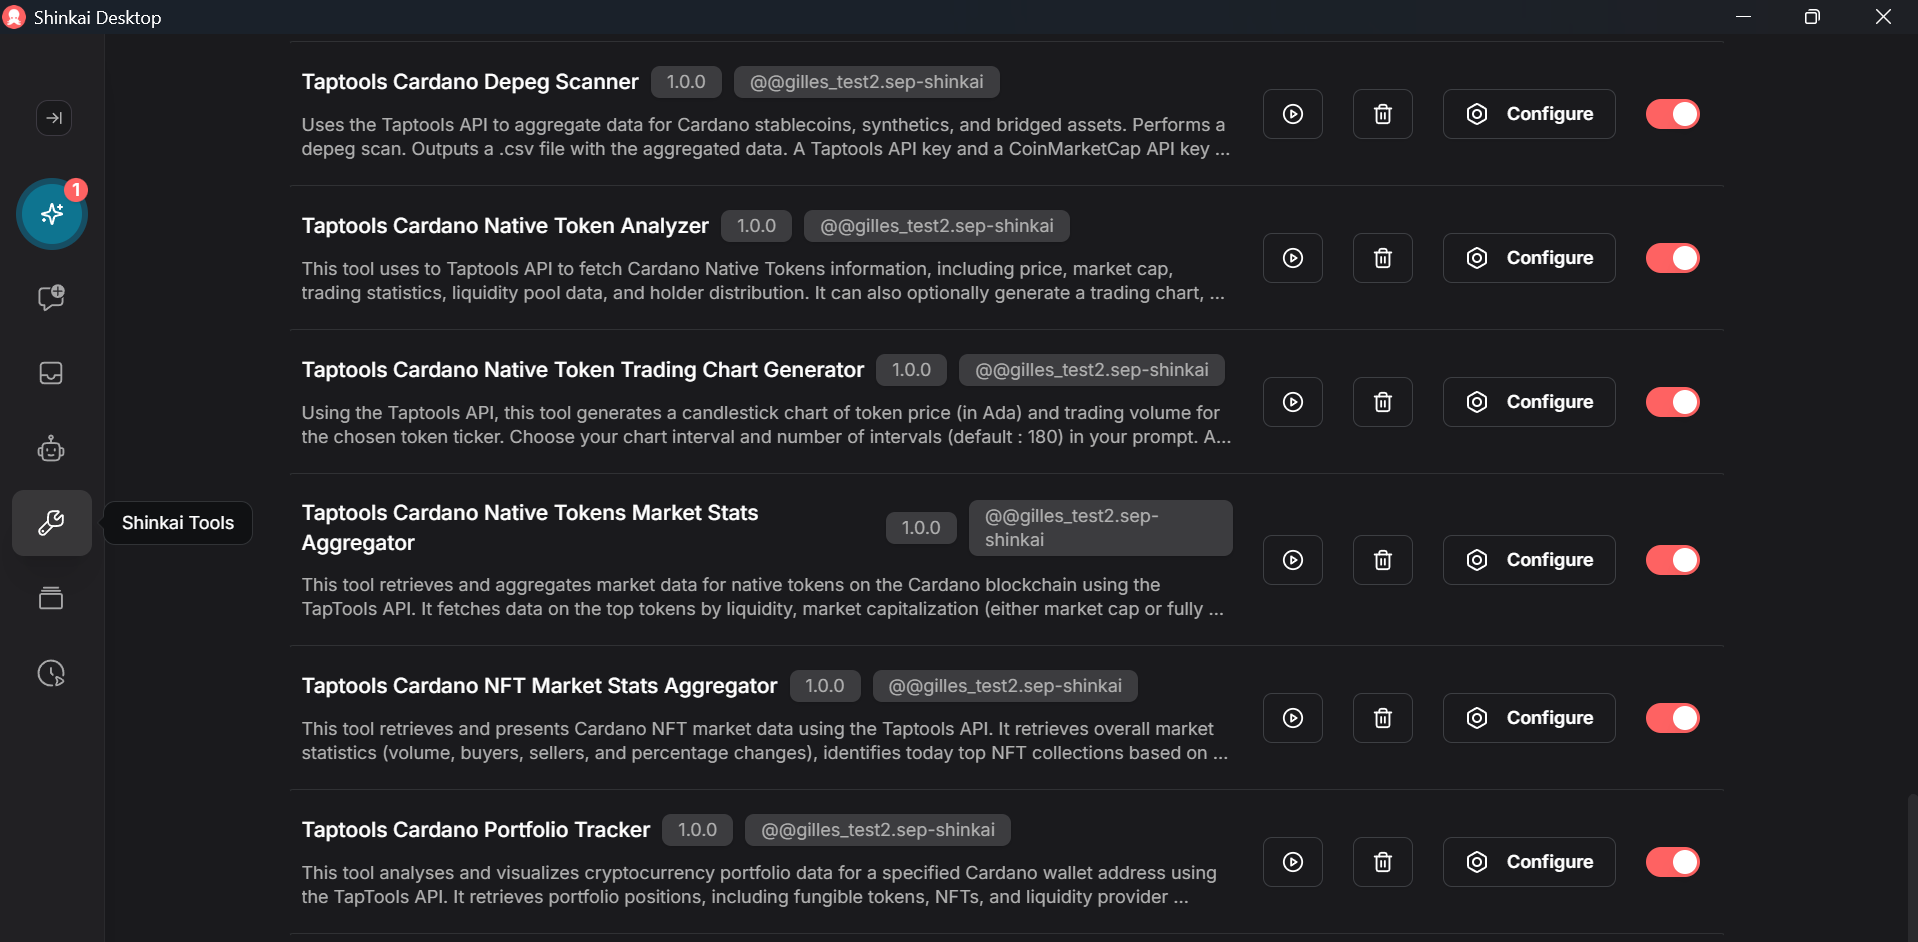 Shinkai Desktop
Taptools Cardano Depeg Scanner 1.0.0 @@gilles_test2.sep-shinkai
Uses the Taptools API to aggregate data for Cardano stablecoins, synthetics, and bridged assets. Performs a
depeg scan. Outputs a .csv file with the aggregated data. A Taptools API key and a CoinMarketCap API key ...
Configure
1
Taptools Cardano Native Token Analyzer 1.0.0 @@gilles_test2.sep-shinkai
This tool uses to Taptools API to fetch Cardano Native Tokens information, including price, market cap,
trading statistics, liquidity pool data, and holder distribution. It can also optionally generate a trading chart, ...
Configure
Taptools Cardano Native Token Trading Chart Generator 1.0.0 @@gilles_test2.sep-shinkai
Using the Taptools API, this tool generates a candlestick chart of token price (in Ada) and trading volume for
the chosen token ticker. Choose your chart interval and number of intervals (default : 180) in your prompt. A...
Configure
Shinkai Tools
Taptools Cardano Native Tokens Market Stats
Aggregator
1.0.0
@@gilles_test2.sep-
shinkai
This tool retrieves and aggregates market data for native tokens on the Cardano blockchain using the
TapTools API. It fetches data on the top tokens by liquidity, market capitalization (either market cap or fully ...
Configure
Taptools Cardano NFT Market Stats Aggregator 1.0.0 @@gilles_test2.sep-shinkai
This tool retrieves and presents Cardano NFT market data using the Taptools API. It retrieves overall market
statistics (volume, buyers, sellers, and percentage changes), identifies today top NFT collections based on ...
Configure
Taptools Cardano Portfolio Tracker 1.0.0 @@gilles_test2.sep-shinkai
This tool analyses and visualizes cryptocurrency portfolio data for a specified Cardano wallet address using
the TapTools API. It retrieves portfolio positions, including fungible tokens, NFTs, and liquidity provider ...
Configure